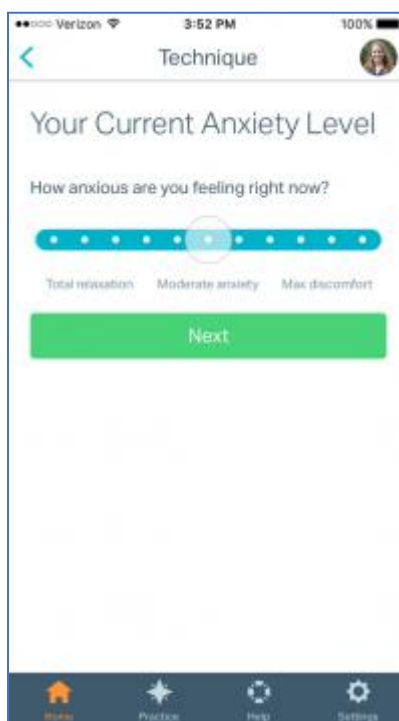 Verizon 3:52 PM 100%
Technique
Your Current Anxiety Level
How anxious are you feeling right now?
Total relaxation Moderate anxiety Max discomfort
Next
Home Practice Help Settings